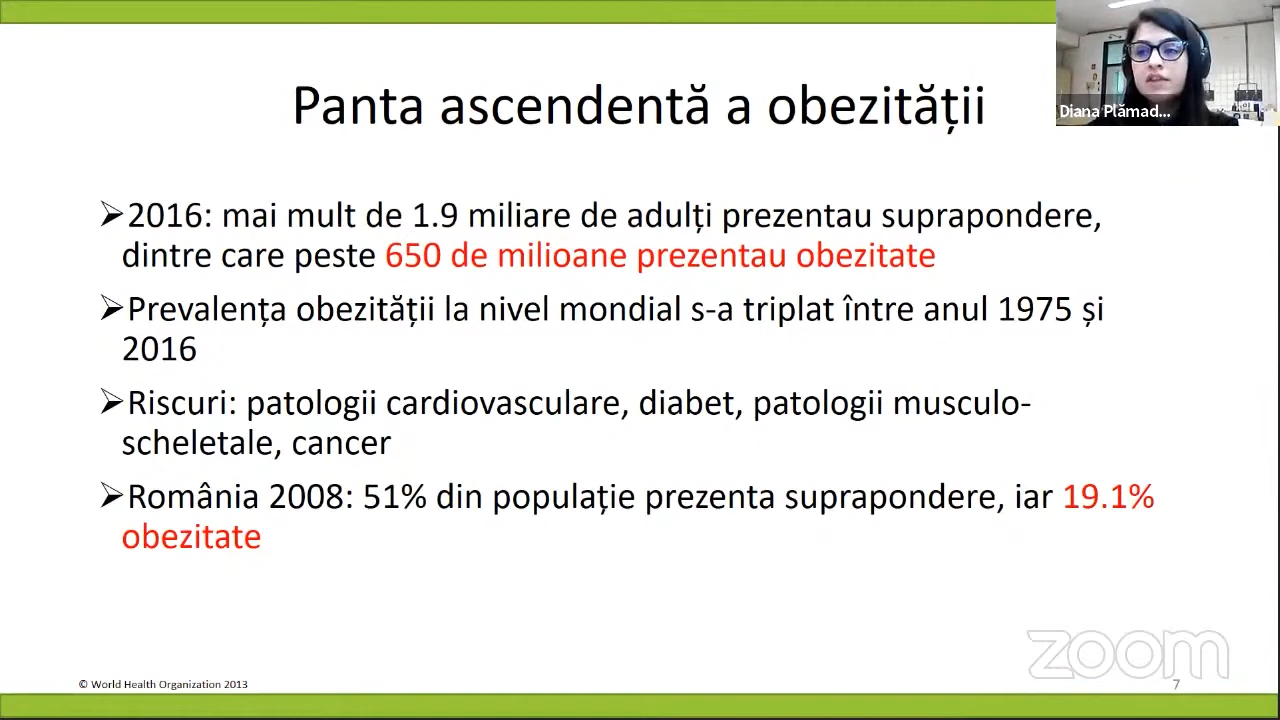 Panta ascendentă a obezității
Diana Plămad...
➢2016: mai mult de 1.9 miliare de adulți prezentau suprapondere,
dintre care peste 650 de milioane prezentau obezitate
➢Prevalența obezității la nivel mondial s-a triplat între anul 1975 și
2016
➢Riscuri: patologii cardiovasculare, diabet, patologii musculo-
scheletale, cancer
➢România 2008: 51% din populație prezenta suprapondere, iar 19.1%
obezitate
zoom
© World Health Organization 2013
7